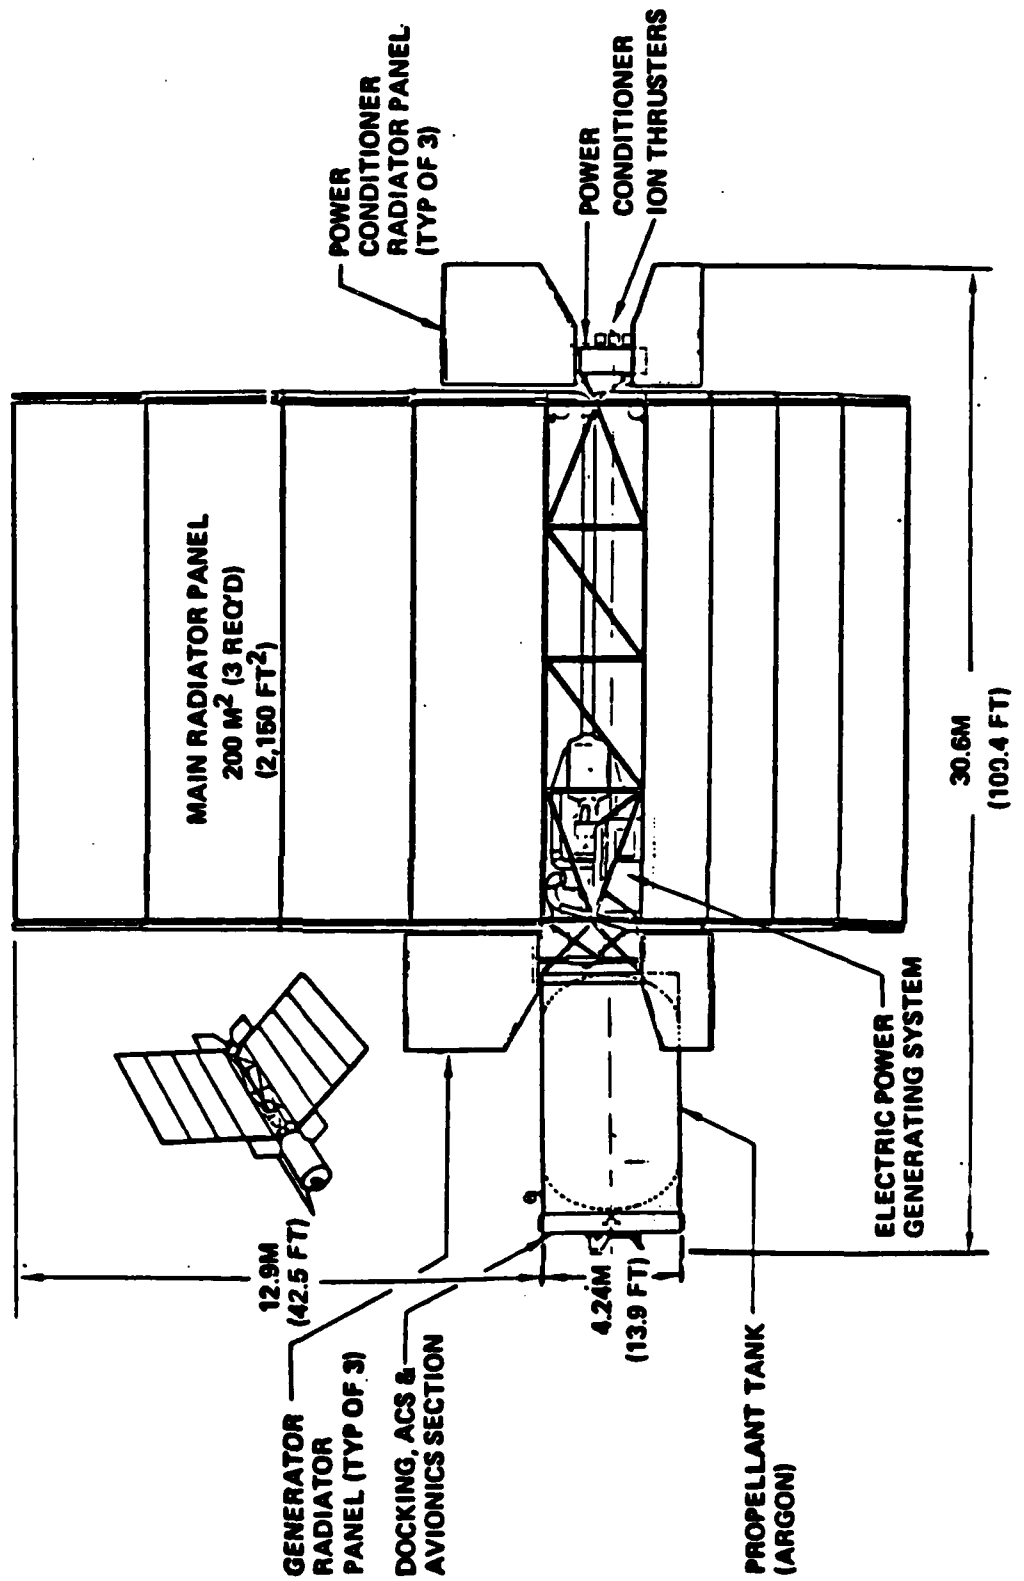 POWER
CONDITIONER
RADIATOR PANEL
(TYP OF 3)
POWER
CONDITIONER
ION THRUSTERS
MAIN RADIATOR PANEL
200 M² (3 REQ'D)
(2,150 FT²)
30.6M
(100.4 FT)
12.9M
(42.5 FT)
4.24M
(13.9 FT)
ELECTRIC POWER
GENERATING SYSTEM
GENERATOR
RADIATOR
PANEL (TYP OF 3)
DOCKING, ACS &
AVIONICS SECTION
PROPELLANT TANK
(ARGON)